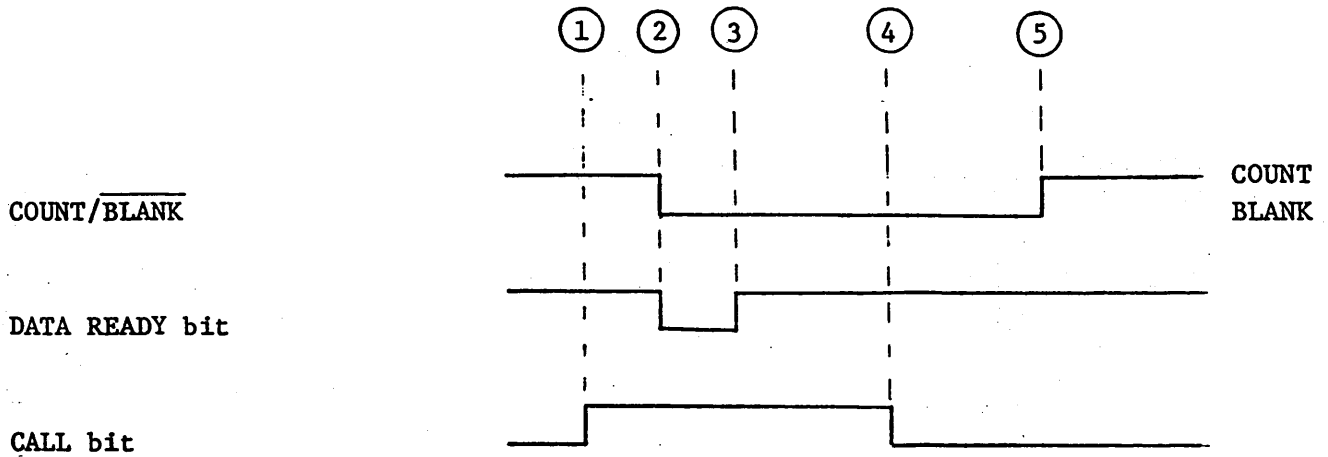 1 2 3 4 5
COUNT/BLANK COUNT
BLANK
DATA READY bit
CALL bit